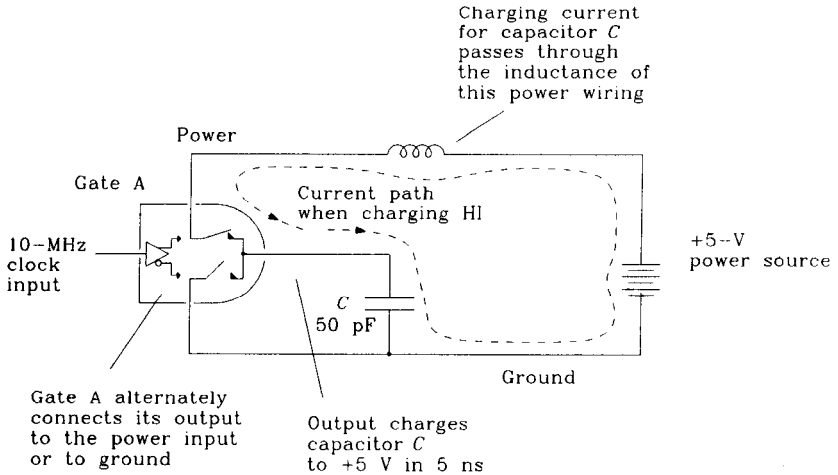 Charging current
for capacitor C
passes through
the inductance of
this power wiring
Power
Gate A
Current path
when charging HI
10-MHz
clock
input
+5-V
power source
C
50 pF
Ground
Gate A alternately
connects its output
to the power input
or to ground
Output charges
capacitor C
to +5 V in 5 ns